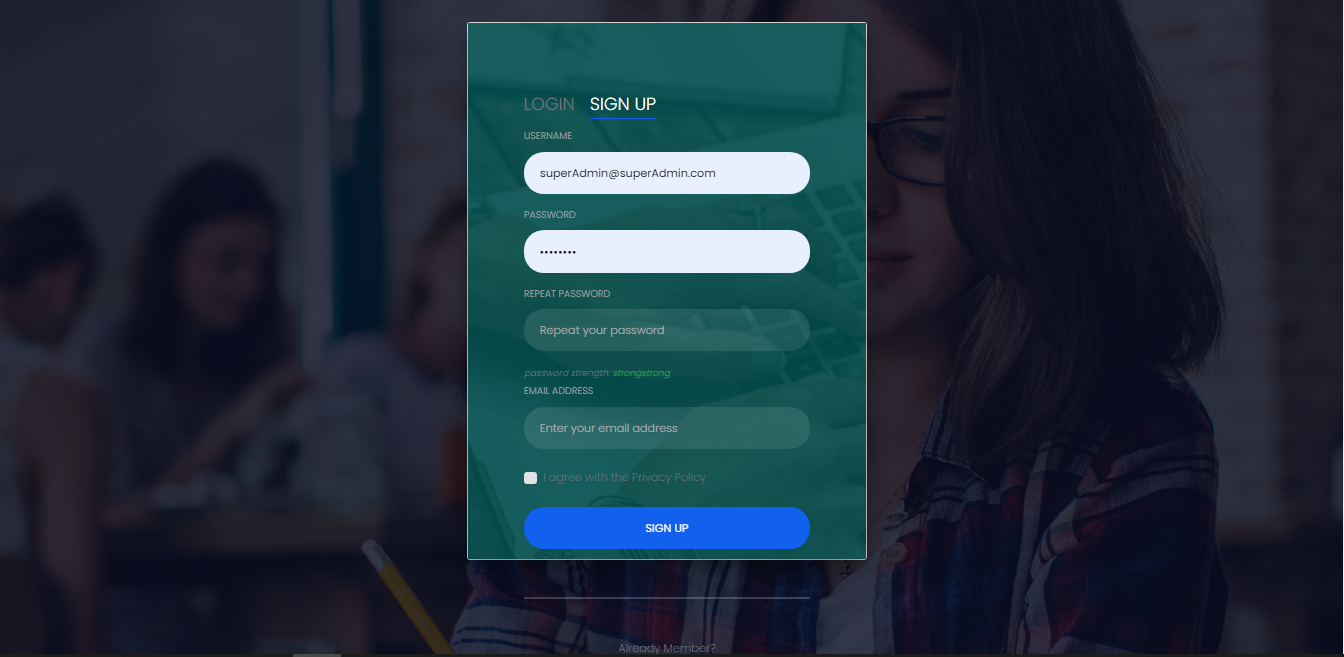 LOGIN SIGN UP
USERNAME
superAdmin@superAdmin.com
PASSWORD
••••••••
REPEAT PASSWORD
Repeat your password
password strength: strongstrong
EMAIL ADDRESS
Enter your email address
I agree with the Privacy Policy
SIGN UP
Already Member?